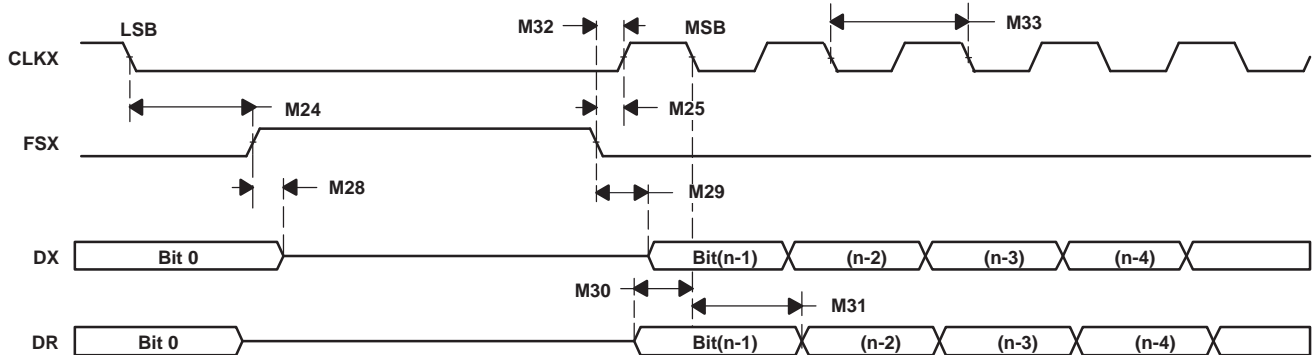 LSB M32 MSB M33
CLKX
M24 M25
FSX
M28 M29
DX Bit 0 Bit(n-1) (n-2) (n-3) (n-4)
M30 M31
DR Bit 0 Bit(n-1) (n-2) (n-3) (n-4)